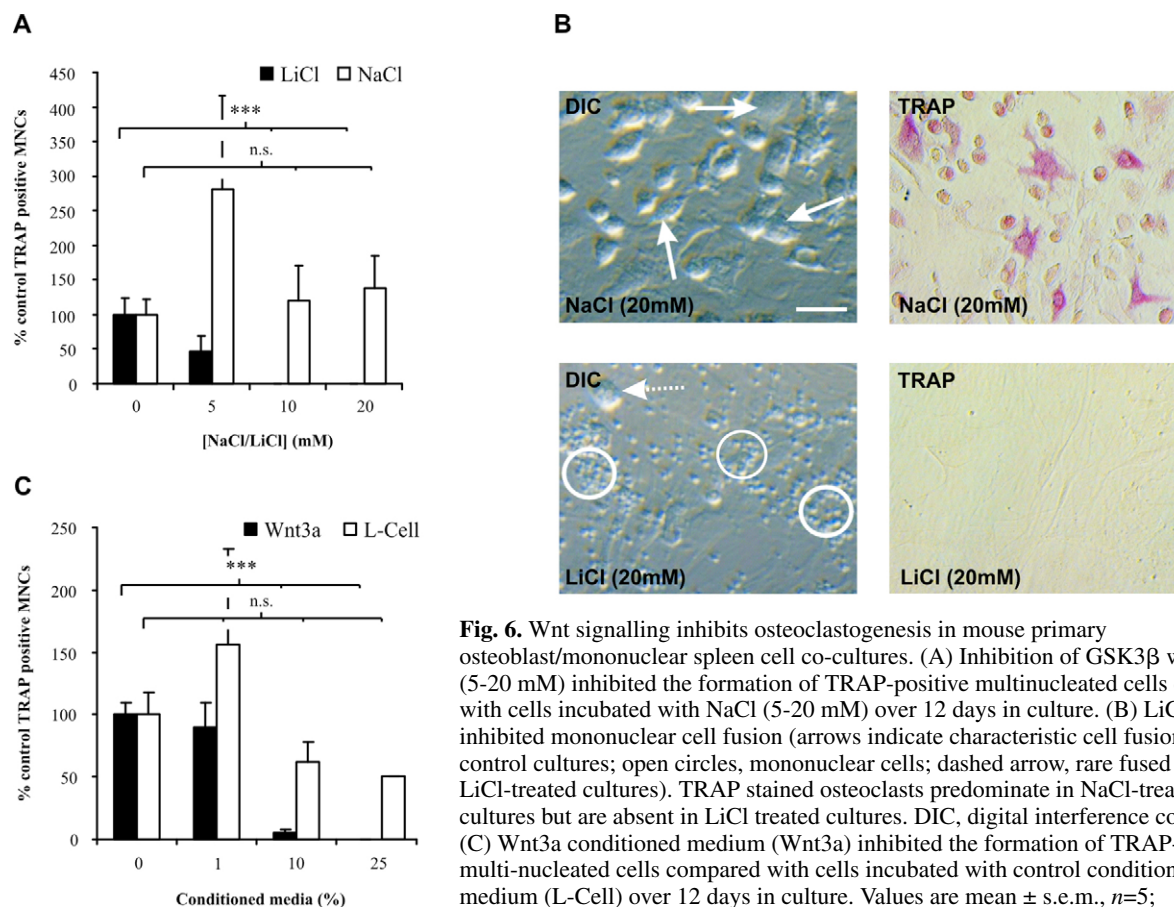 A
B
LiCl NaCl
% control TRAP positive MNCs
450
400
350
300
250
200
150
100
50
0
***
n.s.
0 5 10 20
[NaCl/LiCl] (mM)
DIC
NaCl (20mM)
TRAP
NaCl (20mM)
DIC
LiCl (20mM)
TRAP
LiCl (20mM)
C
Wnt3a L-Cell
% control TRAP positive MNCs
250
200
150
100
50
0
***
n.s.
0 1 10 25
Conditioned media (%)
Fig. 6. Wnt signalling inhibits osteoclastogenesis in mouse primary
osteoblast/mononuclear spleen cell co-cultures. (A) Inhibition of GSK3β
(5-20 mM) inhibited the formation of TRAP-positive multinucleated cells
with cells incubated with NaCl (5-20 mM) over 12 days in culture. (B)
inhibited mononuclear cell fusion (arrows indicate characteristic cell
control cultures; open circles, mononuclear cells; dashed arrow, rare fused
LiCl-treated cultures). TRAP stained osteoclasts predominate in
cultures but are absent in LiCl treated cultures. DIC, digital interference
(C) Wnt3a conditioned medium (Wnt3a) inhibited the formation of
multi-nucleated cells compared with cells incubated with control
medium (L-Cell) over 12 days in culture. Values are mean ± s.e.m., n=5;